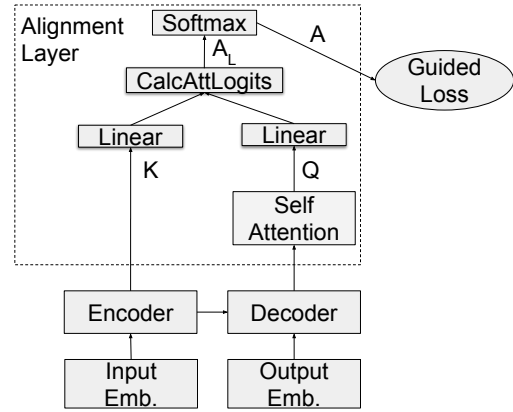 Alignment
Layer
Softmax
A
A_L
CalcAttLogits
Guided
Loss
Linear
Linear
K
Q
Self
Attention
Encoder
Decoder
Input
Emb.
Output
Emb.